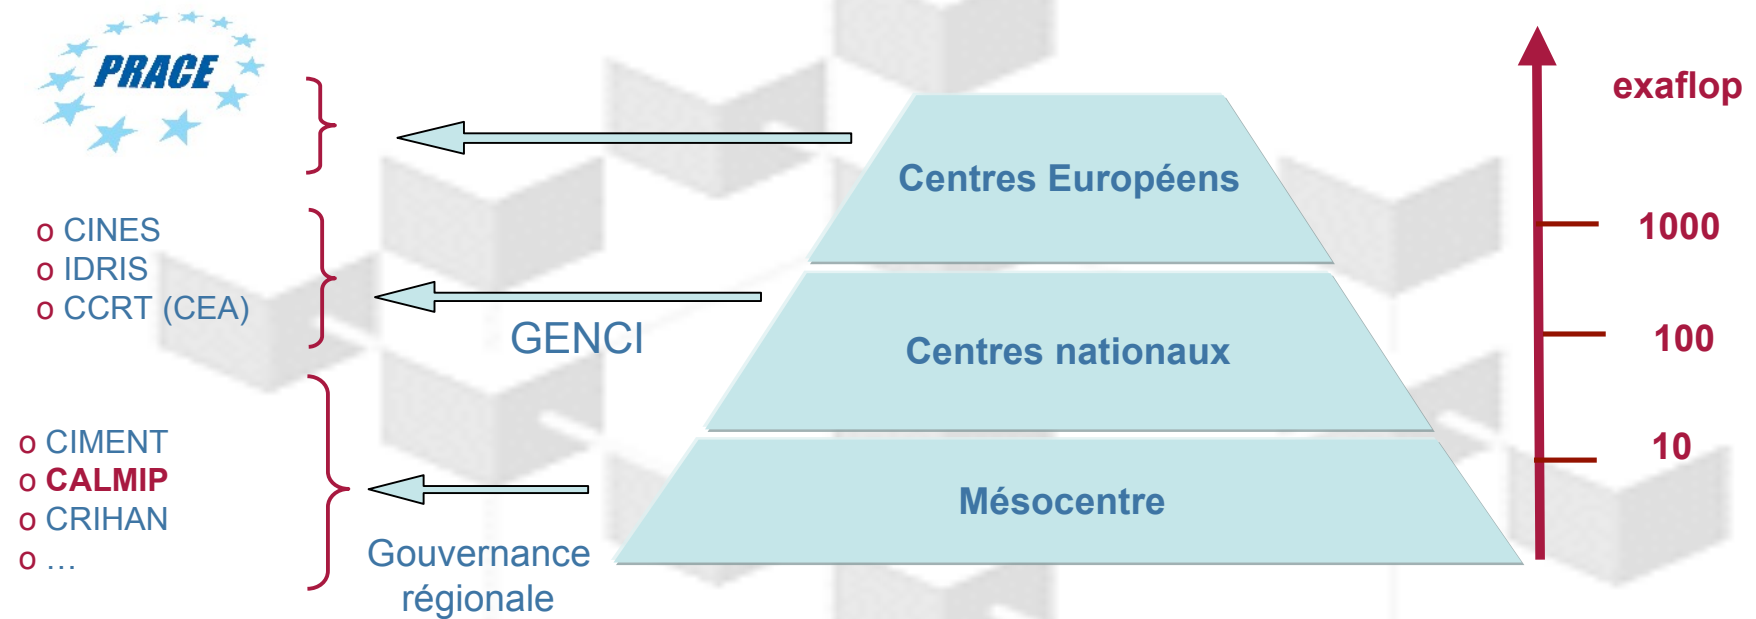 PRACE
exaflop
Centres Européens
o CINES
o IDRIS
o CCRT (CEA)
1000
GENCI
Centres nationaux
100
o CIMENT
o CALMIP
o CRIHAN
o …
10
Mésocentre
Gouvernance
régionale